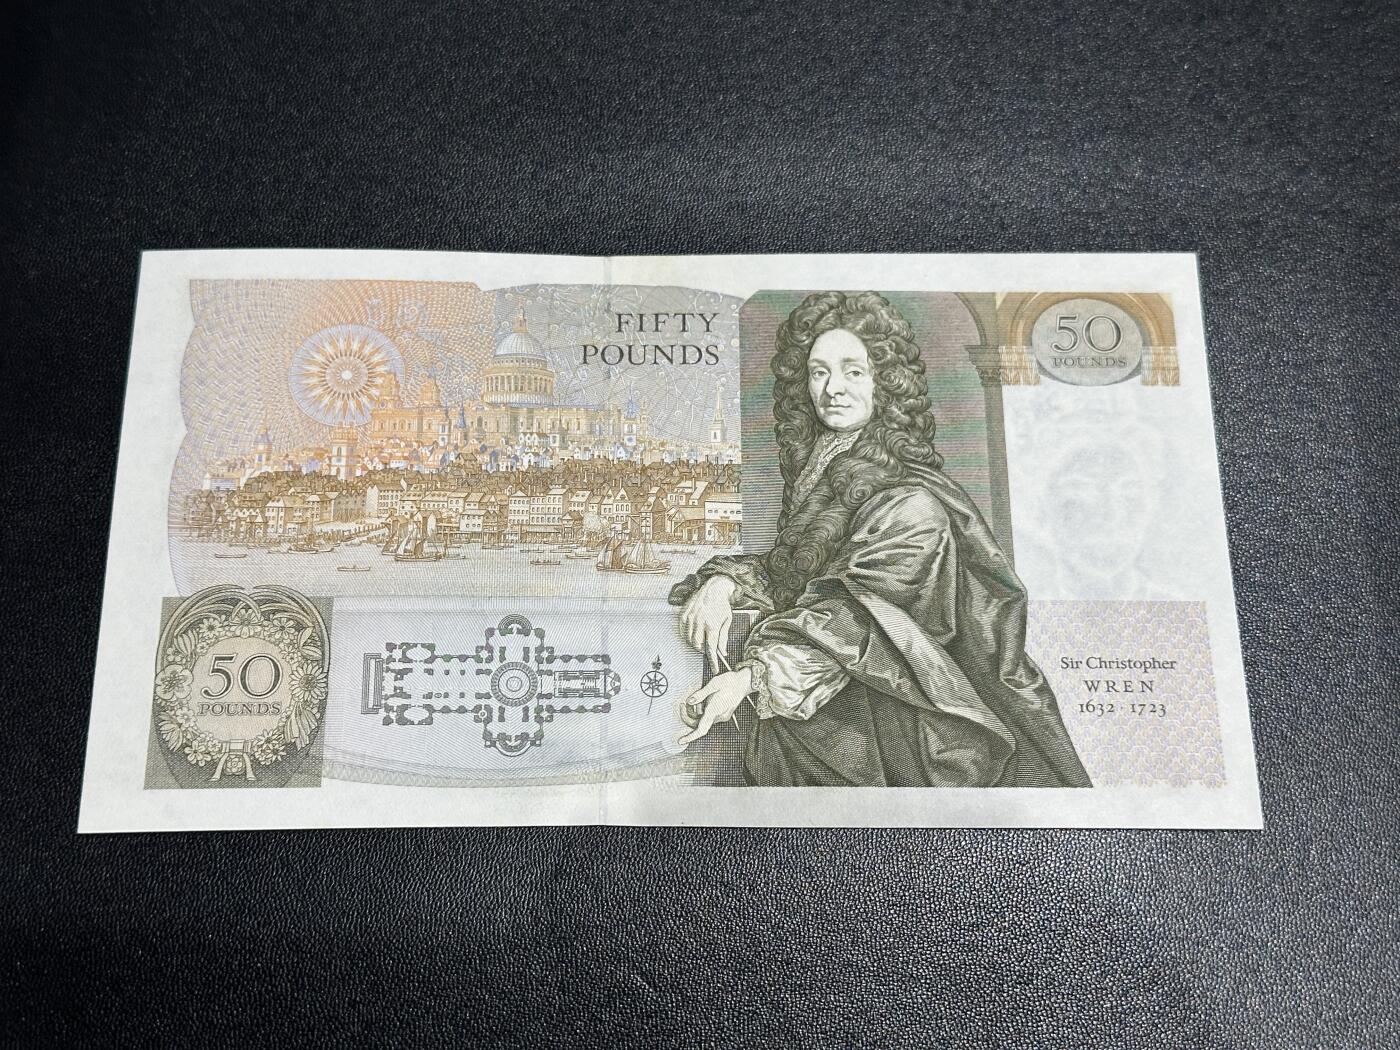 FIFTY
POUNDS
50
POUNDS
50
POUNDS
Sir Christopher
WREN
1632 · 1723